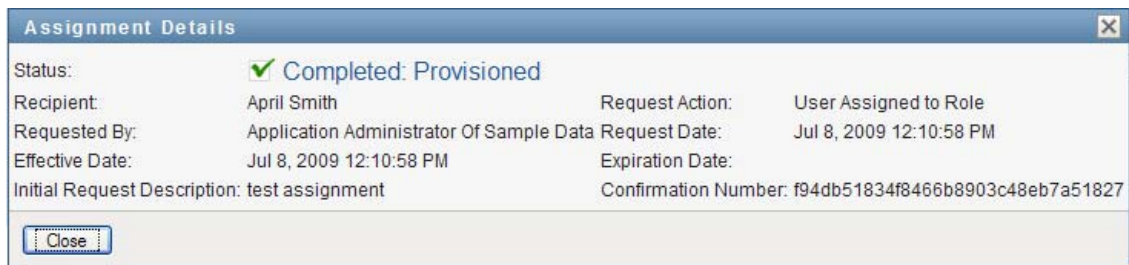 Assignment Details
Status: Completed: Provisioned
Recipient: April Smith Request Action: User Assigned to Role
Requested By: Application Administrator Of Sample Data Request Date: Jul 8, 2009 12:10:58 PM
Effective Date: Jul 8, 2009 12:10:58 PM Expiration Date:
Initial Request Description: test assignment Confirmation Number: f94db51834f8466b8903c48eb7a51827
Close